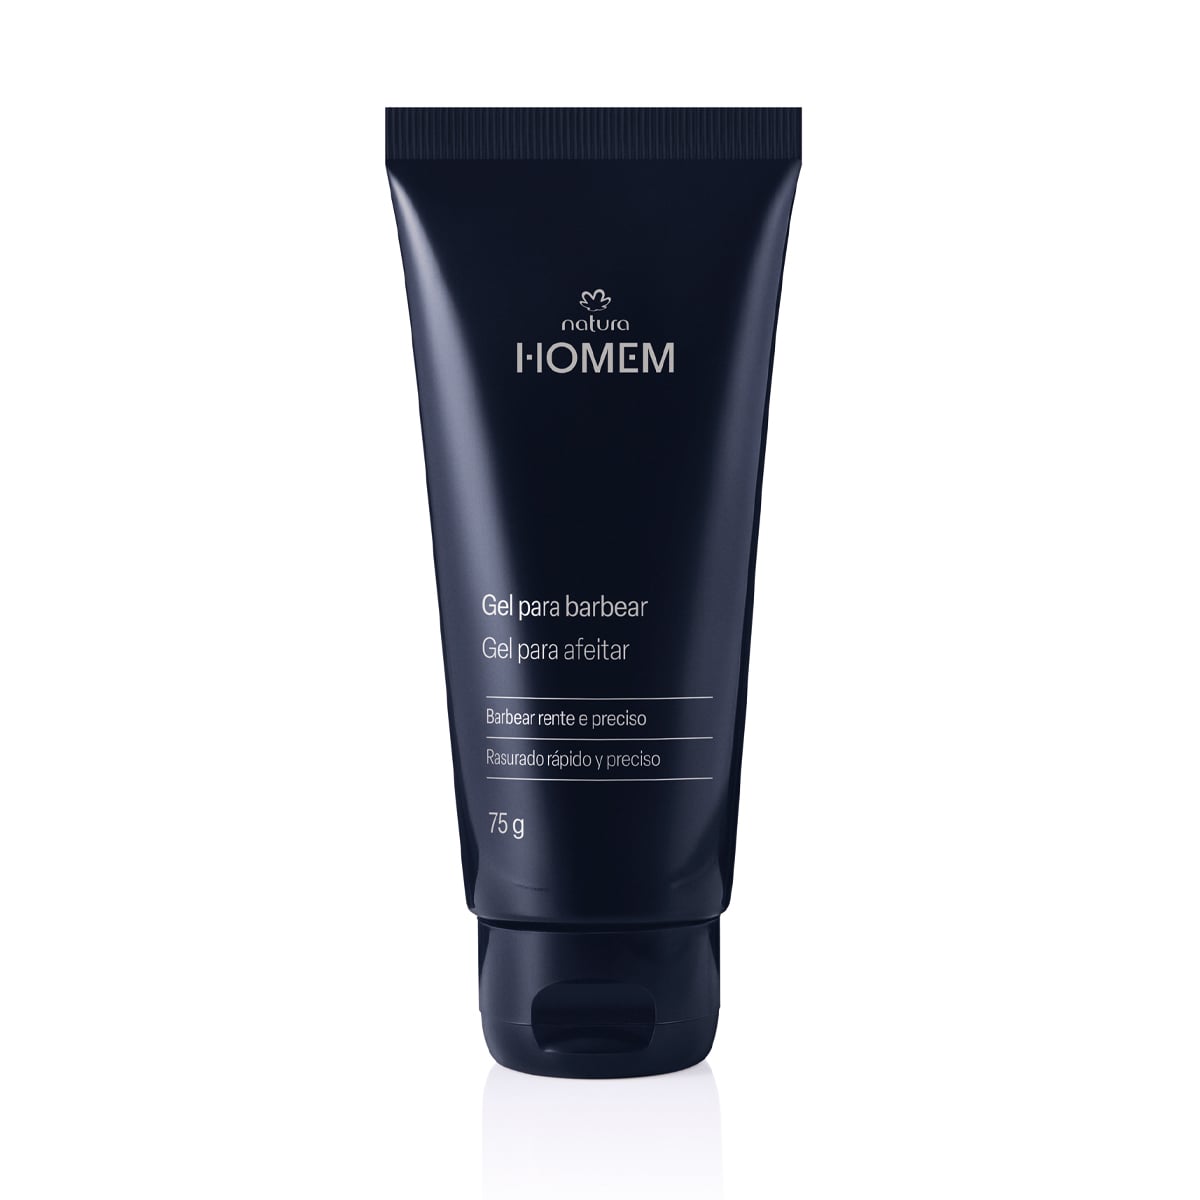 natura
HOMEM
Gel para barbear
Gel para afeitar
Barbear rente e preciso
Rasurado rápido y preciso
75 g